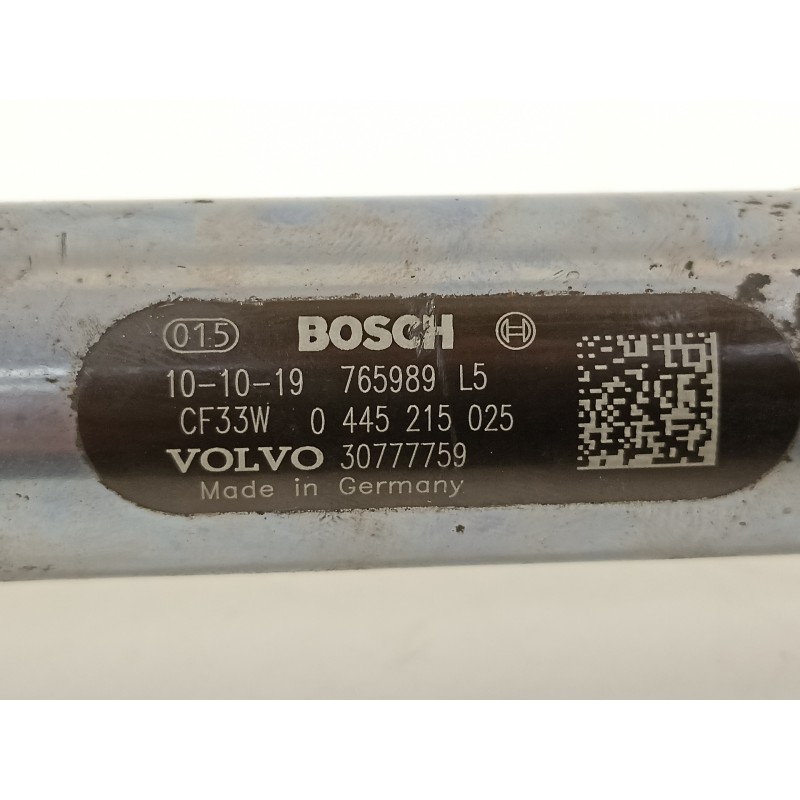 015 BOSCH
10-10-19 765989 L5
CF33W 0 445 215 025
VOLVO 30777759
Made in Germany